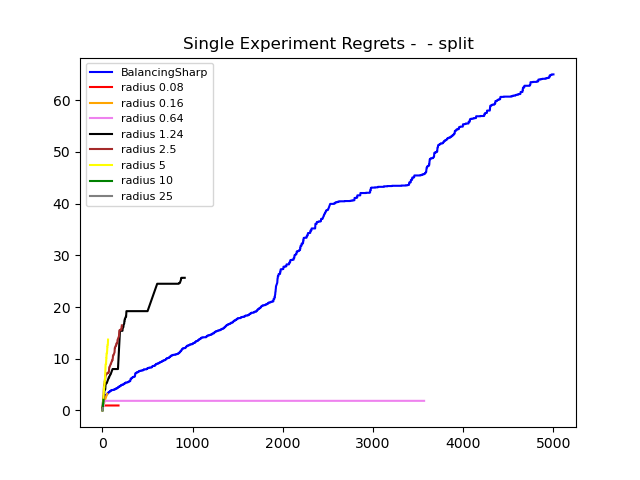 Single Experiment Regrets -  - split
BalancingSharp
radius 0.08
radius 0.16
radius 0.64
radius 1.24
radius 2.5
radius 5
radius 10
radius 25
60
50
40
30
20
10
0
0 1000 2000 3000 4000 5000